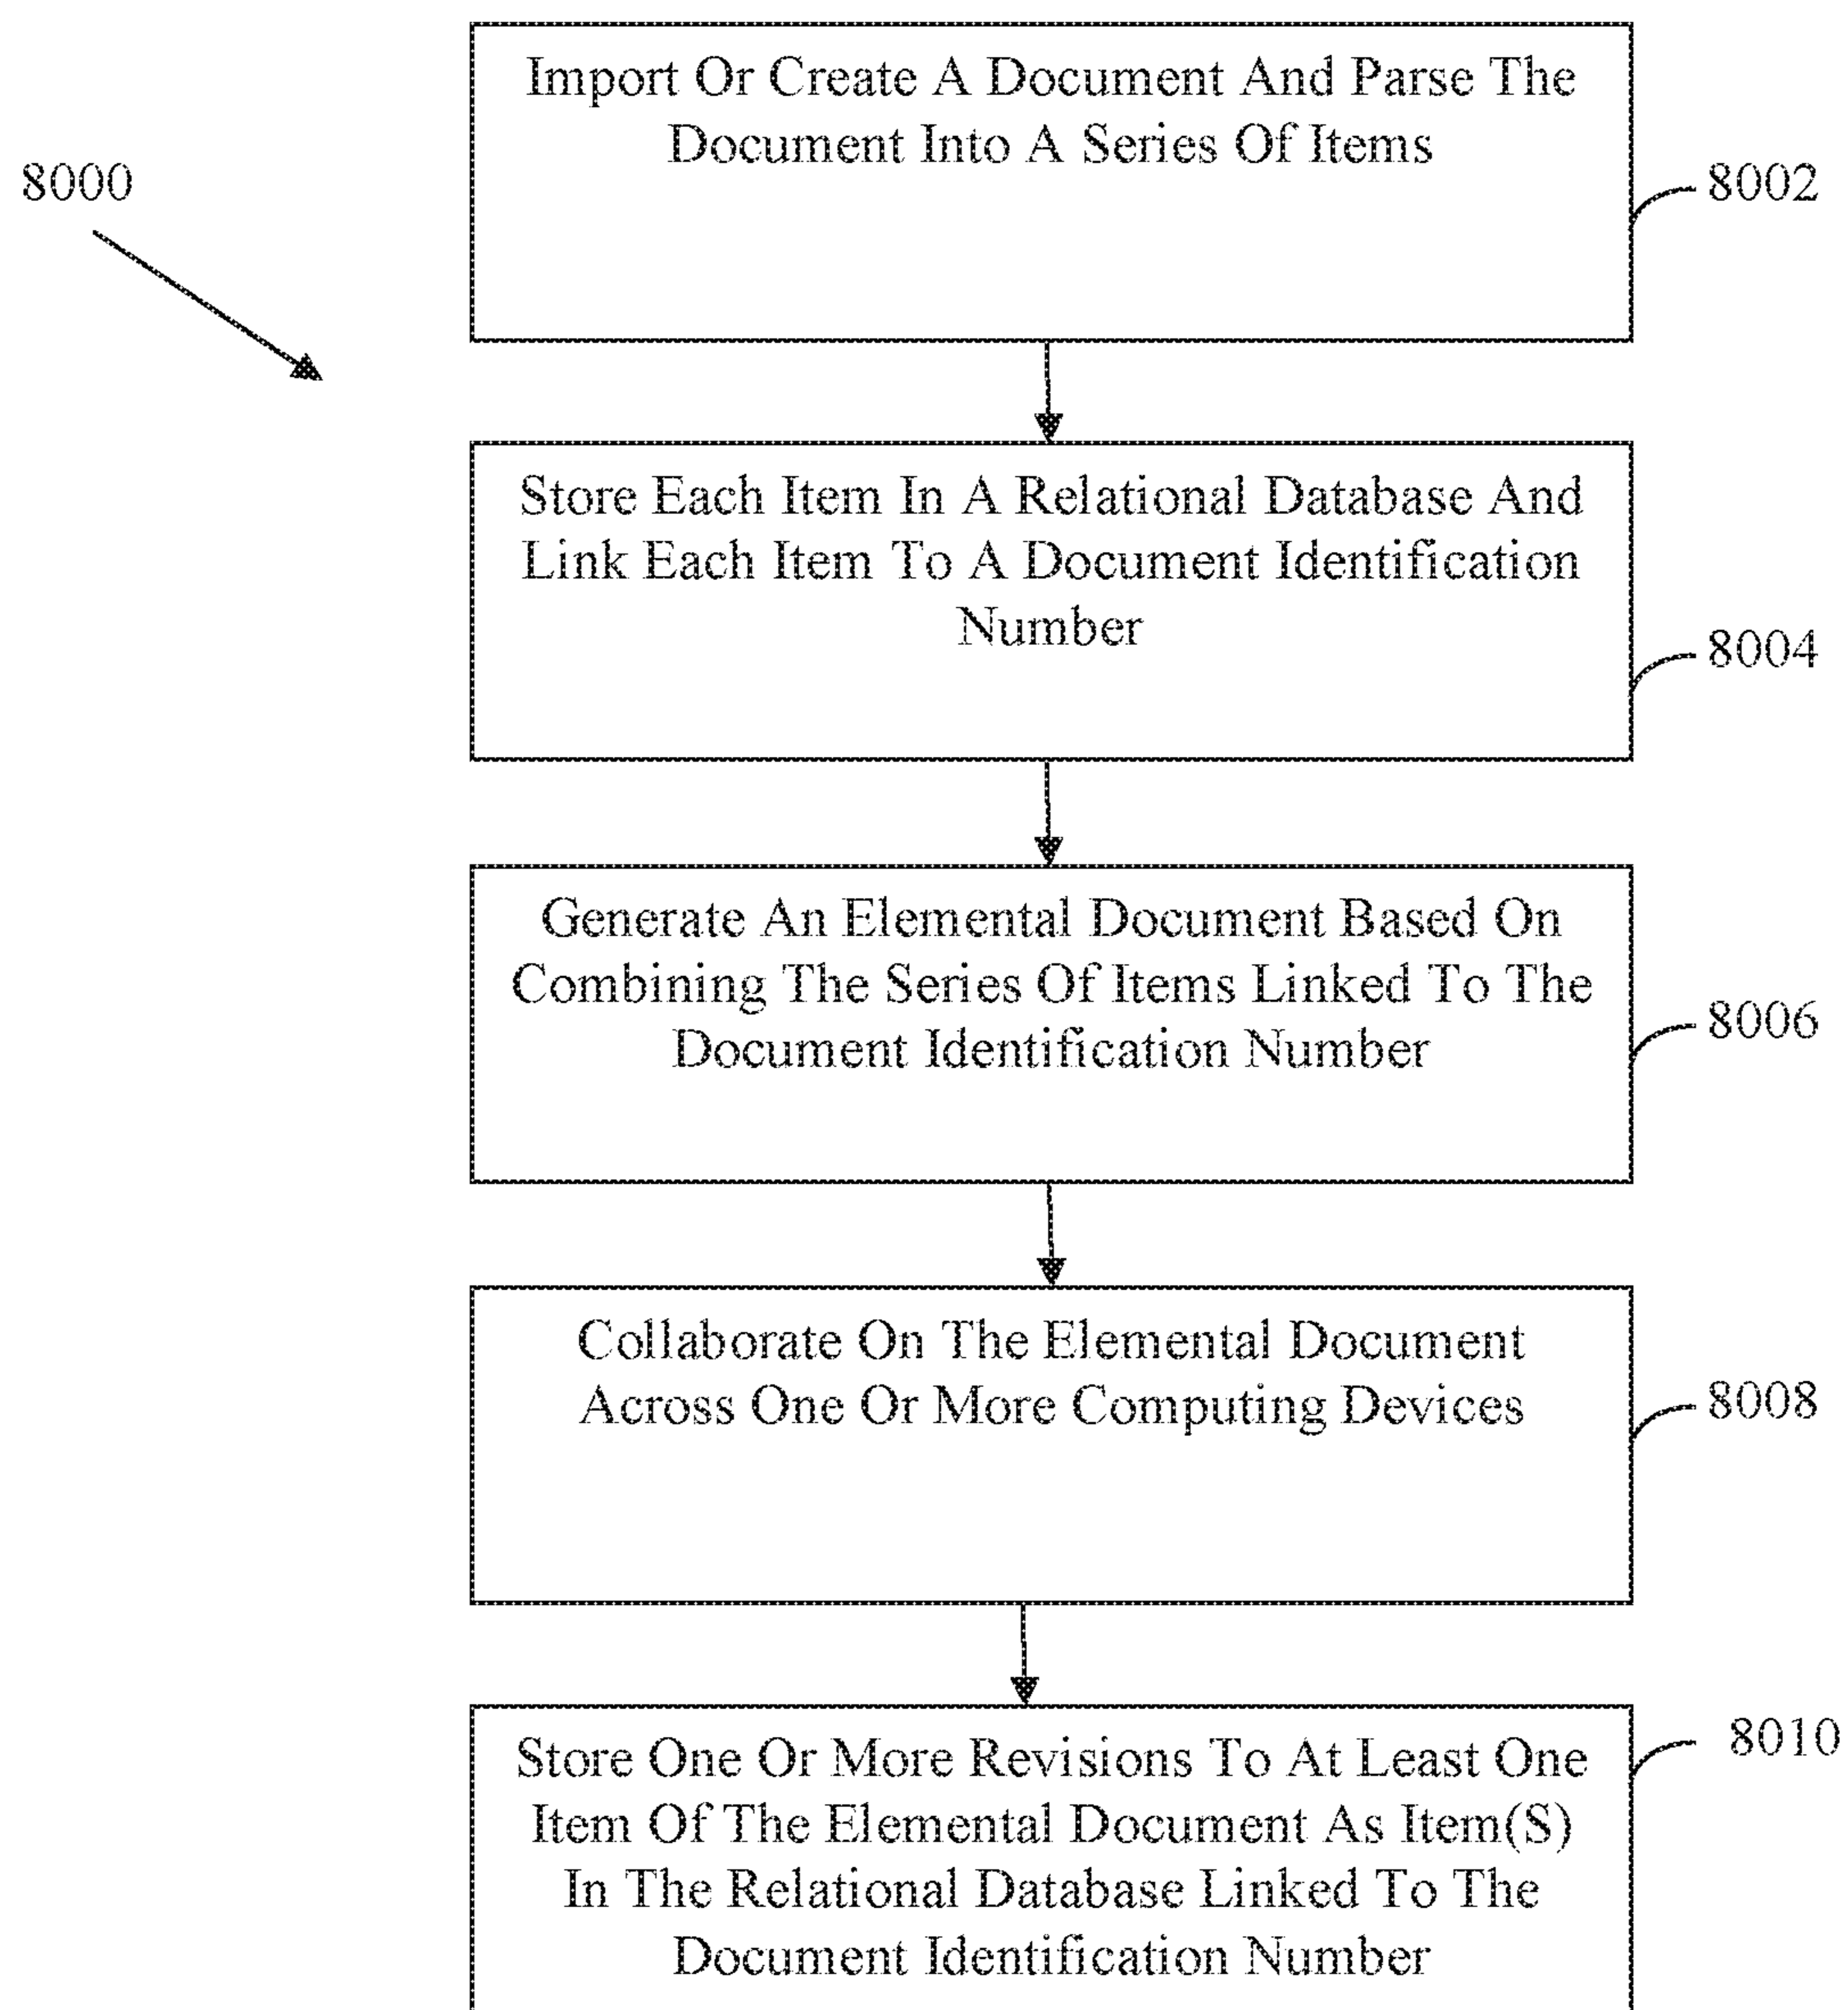 Import Or Create A Document And Parse The
Document Into A Series Of Items
8000
8002
Store Each Item In A Relational Database And
Link Each Item To A Document Identification
Number
8004
Generate An Elemental Document Based On
Combining The Series Of Items Linked To The
Document Identification Number
8006
Collaborate On The Elemental Document
Across One Or More Computing Devices
8008
Store One Or More Revisions To At Least One
Item Of The Elemental Document As Item(S)
In The Relational Database Linked To The
Document Identification Number
8010